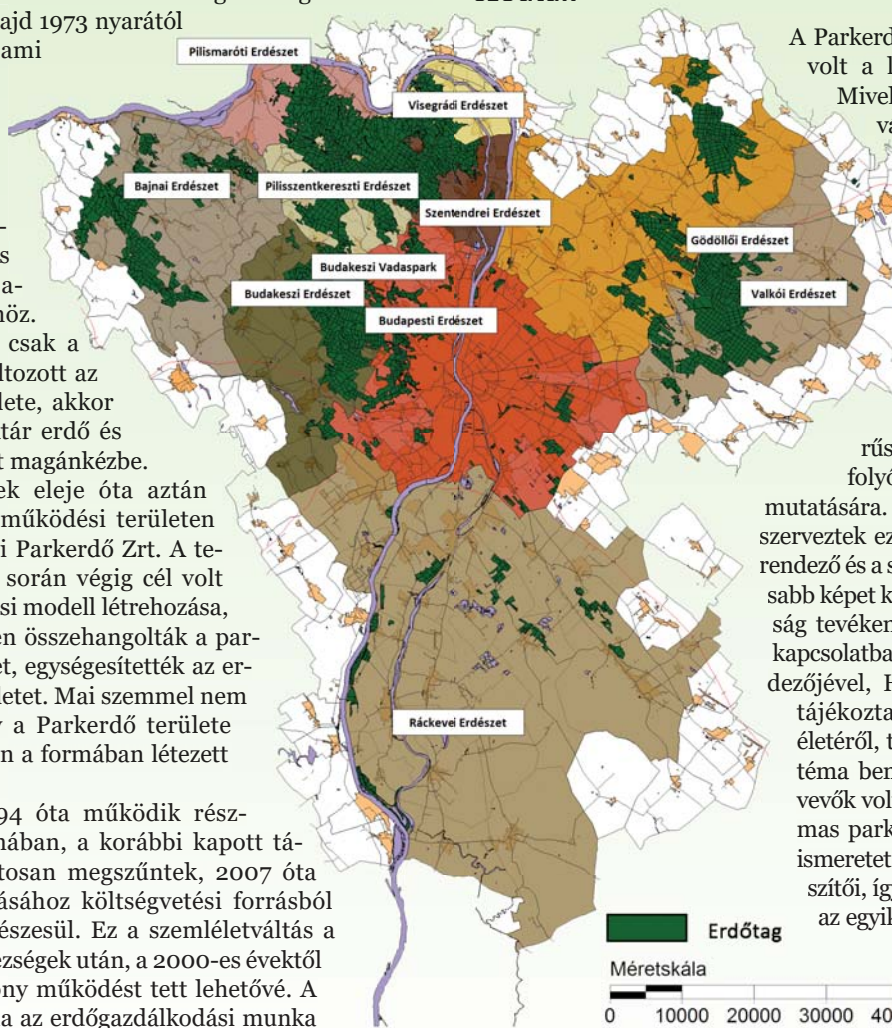 ajd 1973 nyarától
ami
s
a-
höz.
csak a
ltozott az
lete, akkor
tár erdő és
t magánkézbe.
ek eleje óta aztán
működési területen
i Parkerdő Zrt. A te-
során végig cél volt
si modell létrehozása,
en összehangolták a par-
et, egységesítették az er-
letet. Mai szemmel nem
a Parkerdő területe
n a formában létezett
94 óta működik rész-
nában, a korábbi kapott tá-
tosan megszűntek, 2007 óta
ásához költségvetési forrásból
észesül. Ez a szemléletváltás a
ezségek után, a 2000-es évektől
ony működést tett lehetővé. A
a az erdőgazdálkodási munka
Pilismaróti Erdészet
Visegrádi Erdészet
Bajnai Erdészet
Pilisszentkereszti Erdészet
Szentendrei Erdészet
Gödöllői Erdészet
Budakeszi Vadaspark
Budakeszi Erdészet
Valkói Erdészet
Budapesti Erdészet
Ráckevei Erdészet
Erdőtag
Méretskála
0 10000 20000 30000 40
A Parkerd
volt a l
Mivel
vá
rűs
folyó
mutatására.
szerveztek ez
rendező és a s
sabb képet k
ság tevéken
kapcsolatba
dezőjével, H
tájékozta
életéről, t
téma ben
vevők vol
mas park
ismeretet
szítői, íg
az egyik